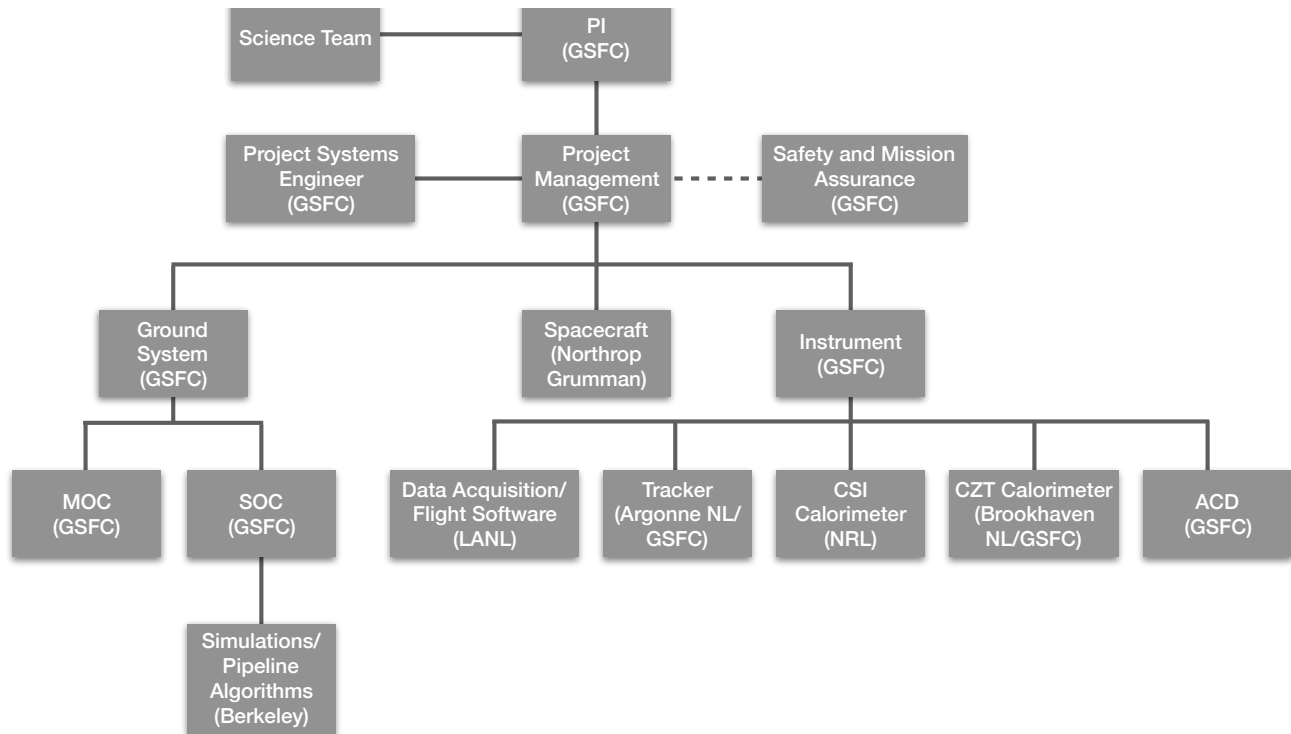 Science Team
PI
(GSFC)
Project Systems
Engineer
(GSFC)
Project
Management
(GSFC)
Safety and Mission
Assurance
(GSFC)
Ground
System
(GSFC)
Spacecraft
(Northrop
Grumman)
Instrument
(GSFC)
MOC
(GSFC)
SOC
(GSFC)
Data Acquisition/
Flight Software
(LANL)
Tracker
(Argonne NL/
GSFC)
CSI
Calorimeter
(NRL)
CZT Calorimeter
(Brookhaven
NL/GSFC)
ACD
(GSFC)
Simulations/
Pipeline
Algorithms
(Berkeley)